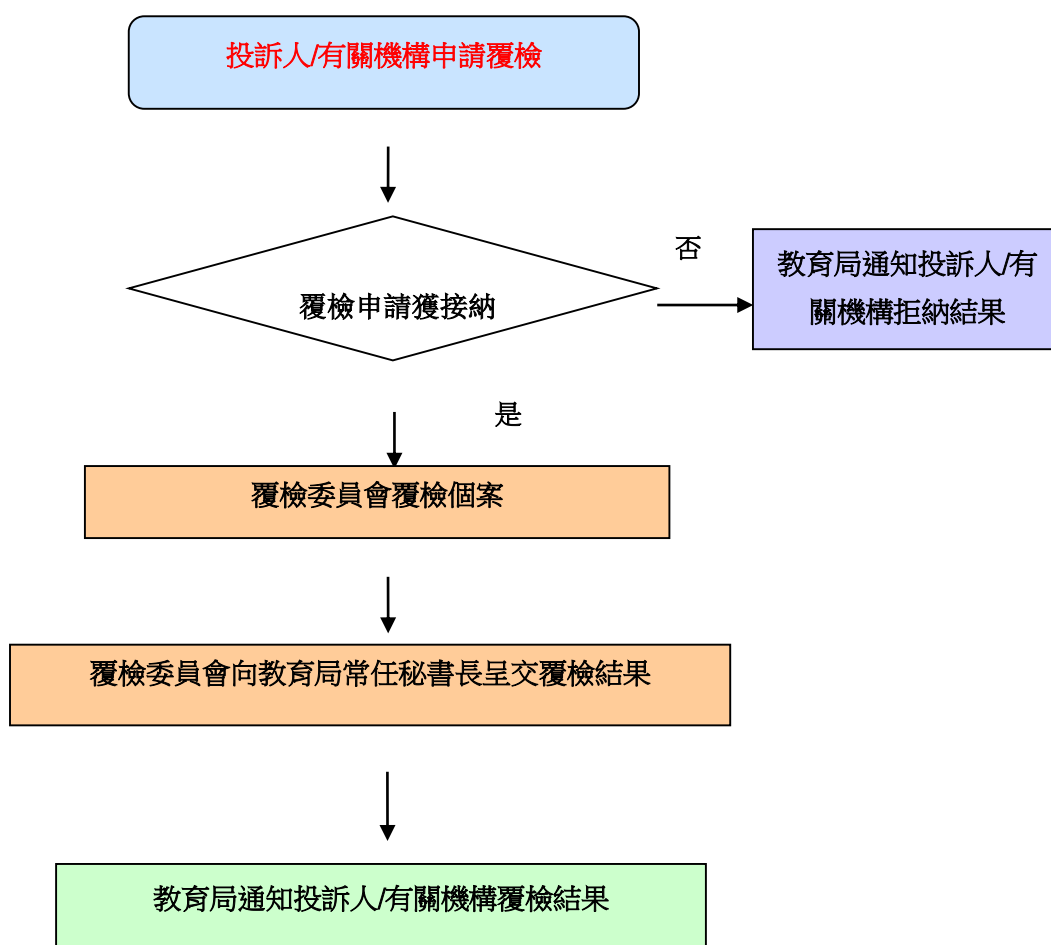 投訴人/有關機構申請覆檢
否
教育局通知投訴人/有
關機構拒納結果
覆檢申請獲接納
是
覆檢委員會覆檢個案
覆檢委員會向教育局常任秘書長呈交覆檢結果
教育局通知投訴人/有關機構覆檢結果